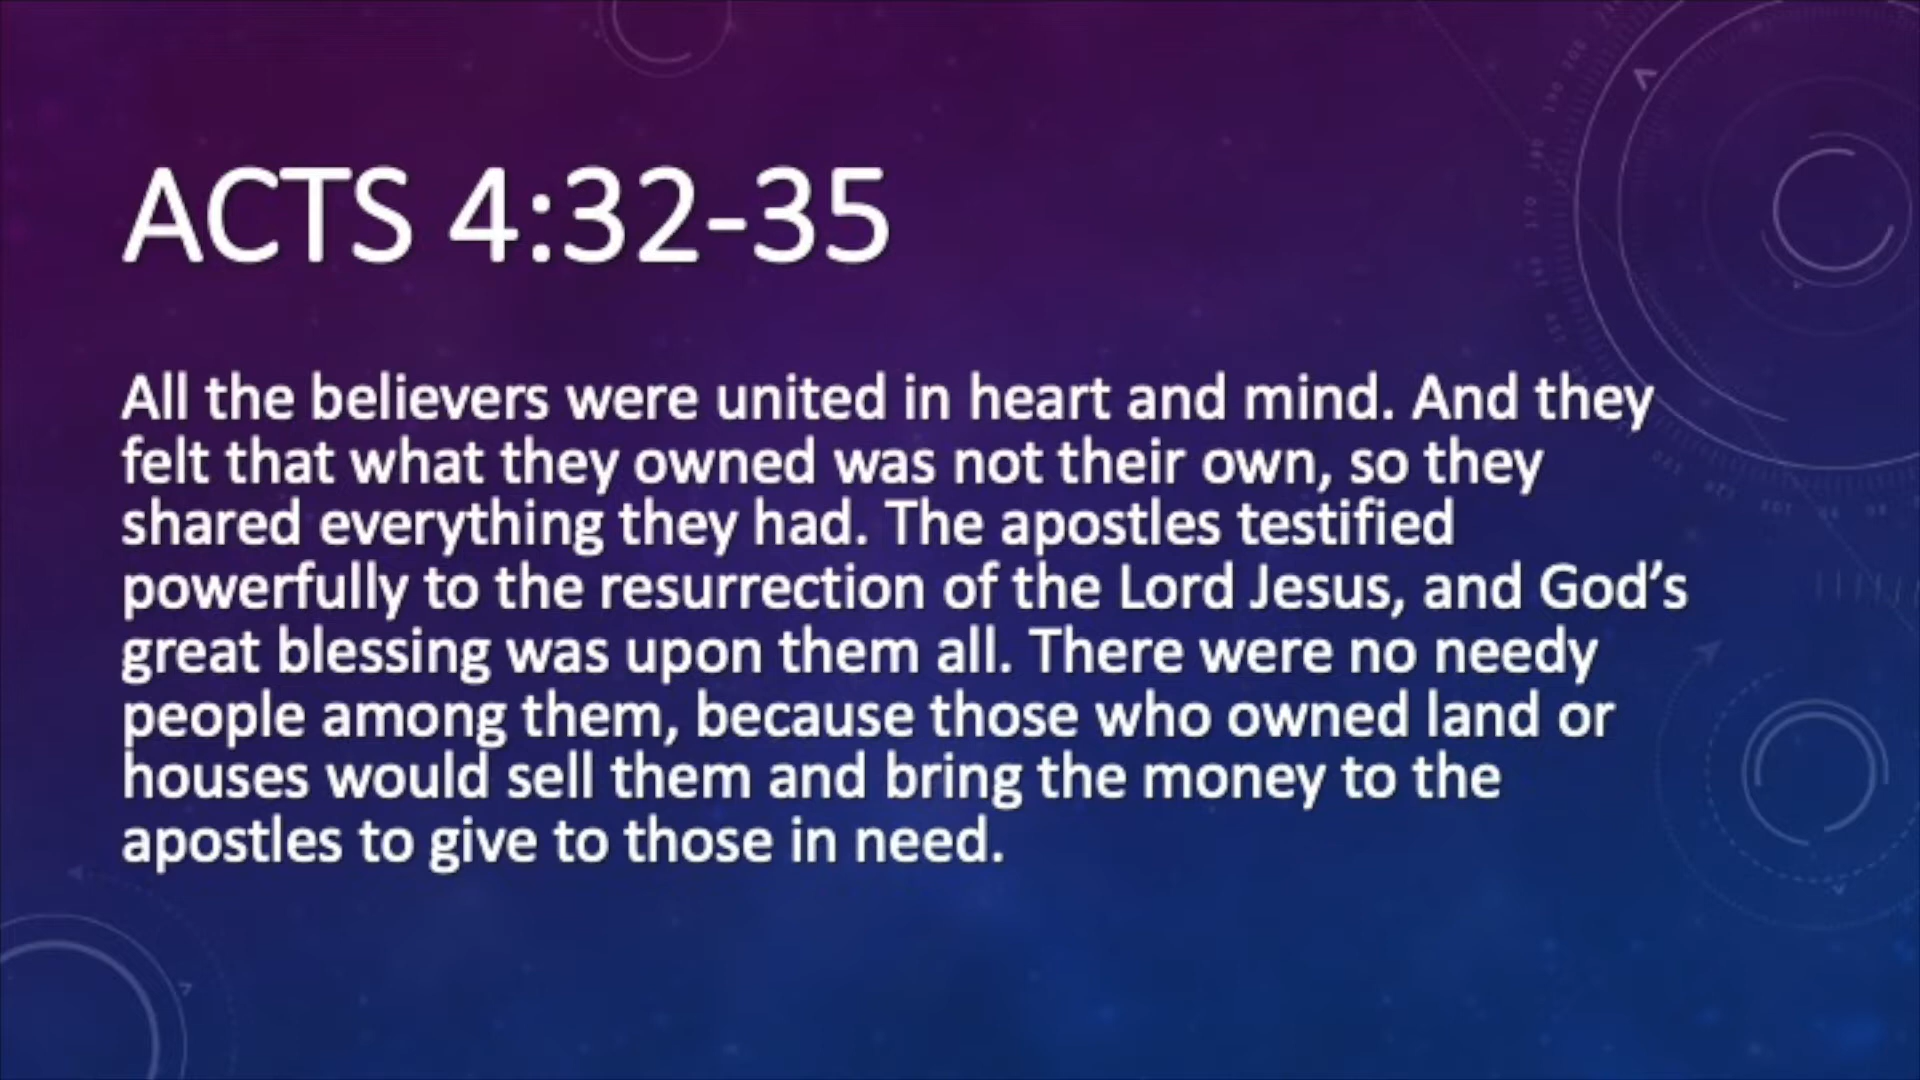 ACTS 4:32-35
All the believers were united in heart and mind. And they
felt that what they owned was not their own, so they
shared everything they had. The apostles testified
powerfully to the resurrection of the Lord Jesus, and God’s
great blessing was upon them all. There were no needy
people among them, because those who owned land or
houses would sell them and bring the money to the
apostles to give to those in need.